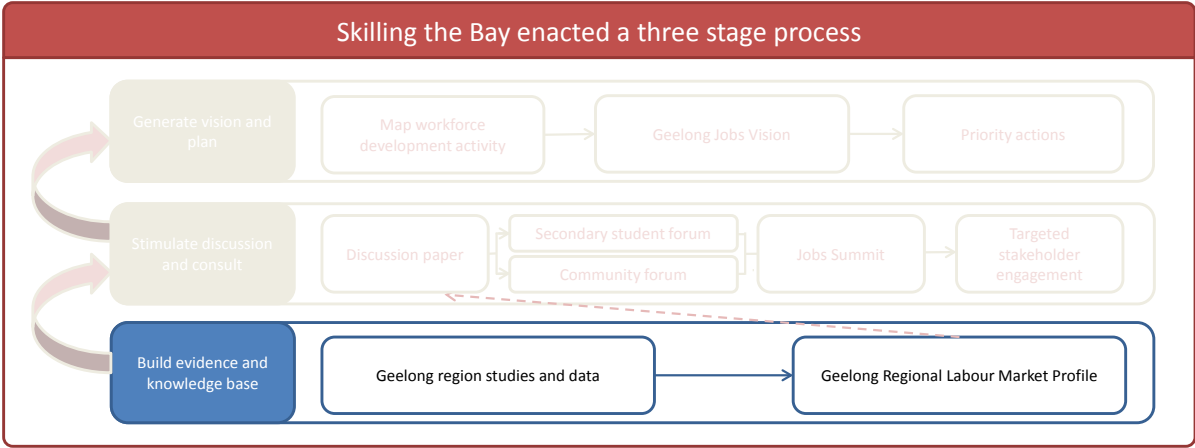 Skilling the Bay enacted a three stage process
Generate vision and
plan
Map workforce
development activity
Geelong Jobs Vision
Priority actions
Stimulate discussion
and consult
Discussion paper
Secondary student forum
Community forum
Jobs Summit
Targeted
stakeholder
engagement
Build evidence and
knowledge base
Geelong region studies and data
Geelong Regional Labour Market Profile